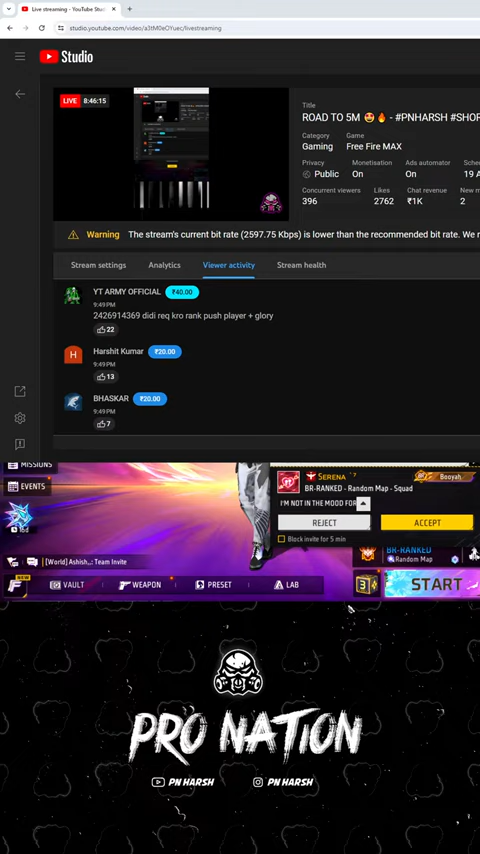 Live streaming - YouTube Stud
studio.youtube.com/video/a3tM0eOYuec/livestreaming
Studio
LIVE 8:46:15
Title
ROAD TO 5M 🤩🔥 - #PNHARSH #SHOR
Category Game
Gaming Free Fire MAX
Privacy Monetisation Ads automator Sche
Public On On 19 A
Concurrent viewers Likes Chat revenue New m
396 2762 ₹1K 2
Warning The stream's current bit rate (2597.75 Kbps) is lower than the recommended bit rate. We r
Stream settings Analytics Viewer activity Stream health
YT ARMY OFFICIAL ₹40.00
9:49PM
2426914369 didi req kro rank push player + glory
22
H
Harshit Kumar ₹20.00
9:49PM
13
BHASKAR ₹20.00
9:49PM
7
MISSIONS
EVENTS
16d
SERENA
Booyah
BR-RANKED - Random Map - Squad
I'M NOT IN THE MOOD FOR
REJECT ACCEPT
Block invite for 5 min
BR-RANKED
Random Map
[World] Ashish,,: Team Invite
NEW
VAULT WEAPON PRESET LAB
3
START
PRO NATION
PN HARSH PN HARSH